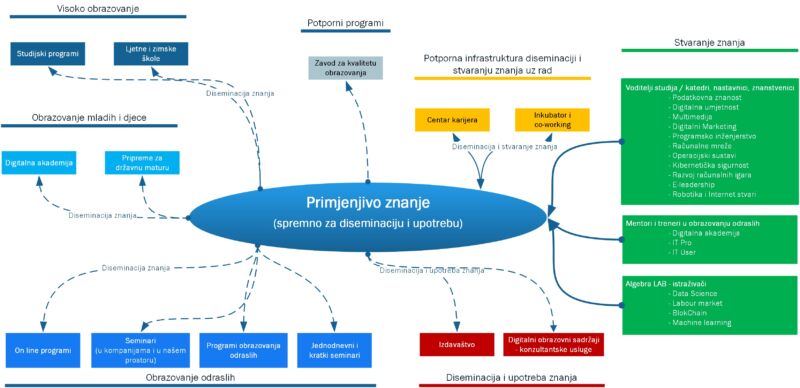 Visoko obrazovanje
Studijski programi
Ljetne i zimske
škole
Diseminacija znanja
Potporni programi
Zavod za kvalitetu
obrazovanja
Potporna infrastruktura diseminaciji i
stvaranju znanja uz rad
Centar karijera
Inkubator i
co-working
Diseminacija i stvaranje znanja
Stvaranje znanja
Voditelji studija / katedri, nastavnici, znanstvenici
- Podatkovna znanost
- Digitalna umjetnost
- Multimedija
- Digitalni Marketing
- Programsko inženjerstvo
- Računalne mreže
- Operacijski sustavi
- Kibernetička sigurnost
- Razvoj računalnih igara
- E-leadership
- Robotika i Internet stvari
Mentori i treneri u obrazovanju odraslih
- Digitalna akademija
- IT Pro
- IT User
Algebra LAB - istraživači
- Data Science
- Labour market
- BlokChain
- Machine learning
Obrazovanje mladih i djece
Digitalna akademija
Pripreme za
državnu maturu
Diseminacija znanja
Primjenjivo znanje
(spremno za diseminaciju i upotrebu)
Diseminacija znanja
On line programi
Seminari
(u kompanijama i u našem
prostoru)
Programi obrazovanja
odraslih
Jednodnevni i
kratki seminari
Obrazovanje odraslih
Diseminacija i upotreba znanja
Izdavaštvo
Digitalni obrazovni sadržaji
- konzultantske usluge
Diseminacija i upotreba znanja